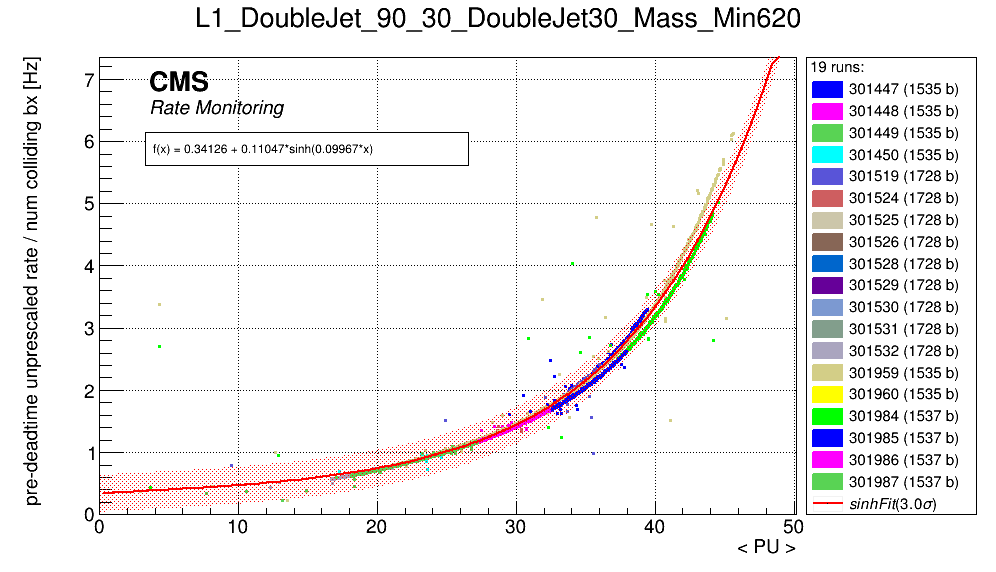 L1_DoubleJet_90_30_DoubleJet30_Mass_Min620
pre-deadtime unprescaled rate / num colliding bx [Hz]
CMS
Rate Monitoring
f(x) = 0.34126 + 0.11047*sinh(0.09967*x)
7
6
5
4
3
2
1
0
0 10 20 30 40 50
< PU >
19 runs:
301447 (1535 b)
301448 (1535 b)
301449 (1535 b)
301450 (1535 b)
301519 (1728 b)
301524 (1728 b)
301525 (1728 b)
301526 (1728 b)
301528 (1728 b)
301529 (1728 b)
301530 (1728 b)
301531 (1728 b)
301532 (1728 b)
301959 (1535 b)
301960 (1535 b)
301984 (1537 b)
301985 (1537 b)
301986 (1537 b)
301987 (1537 b)
sinhFit(3.0σ)